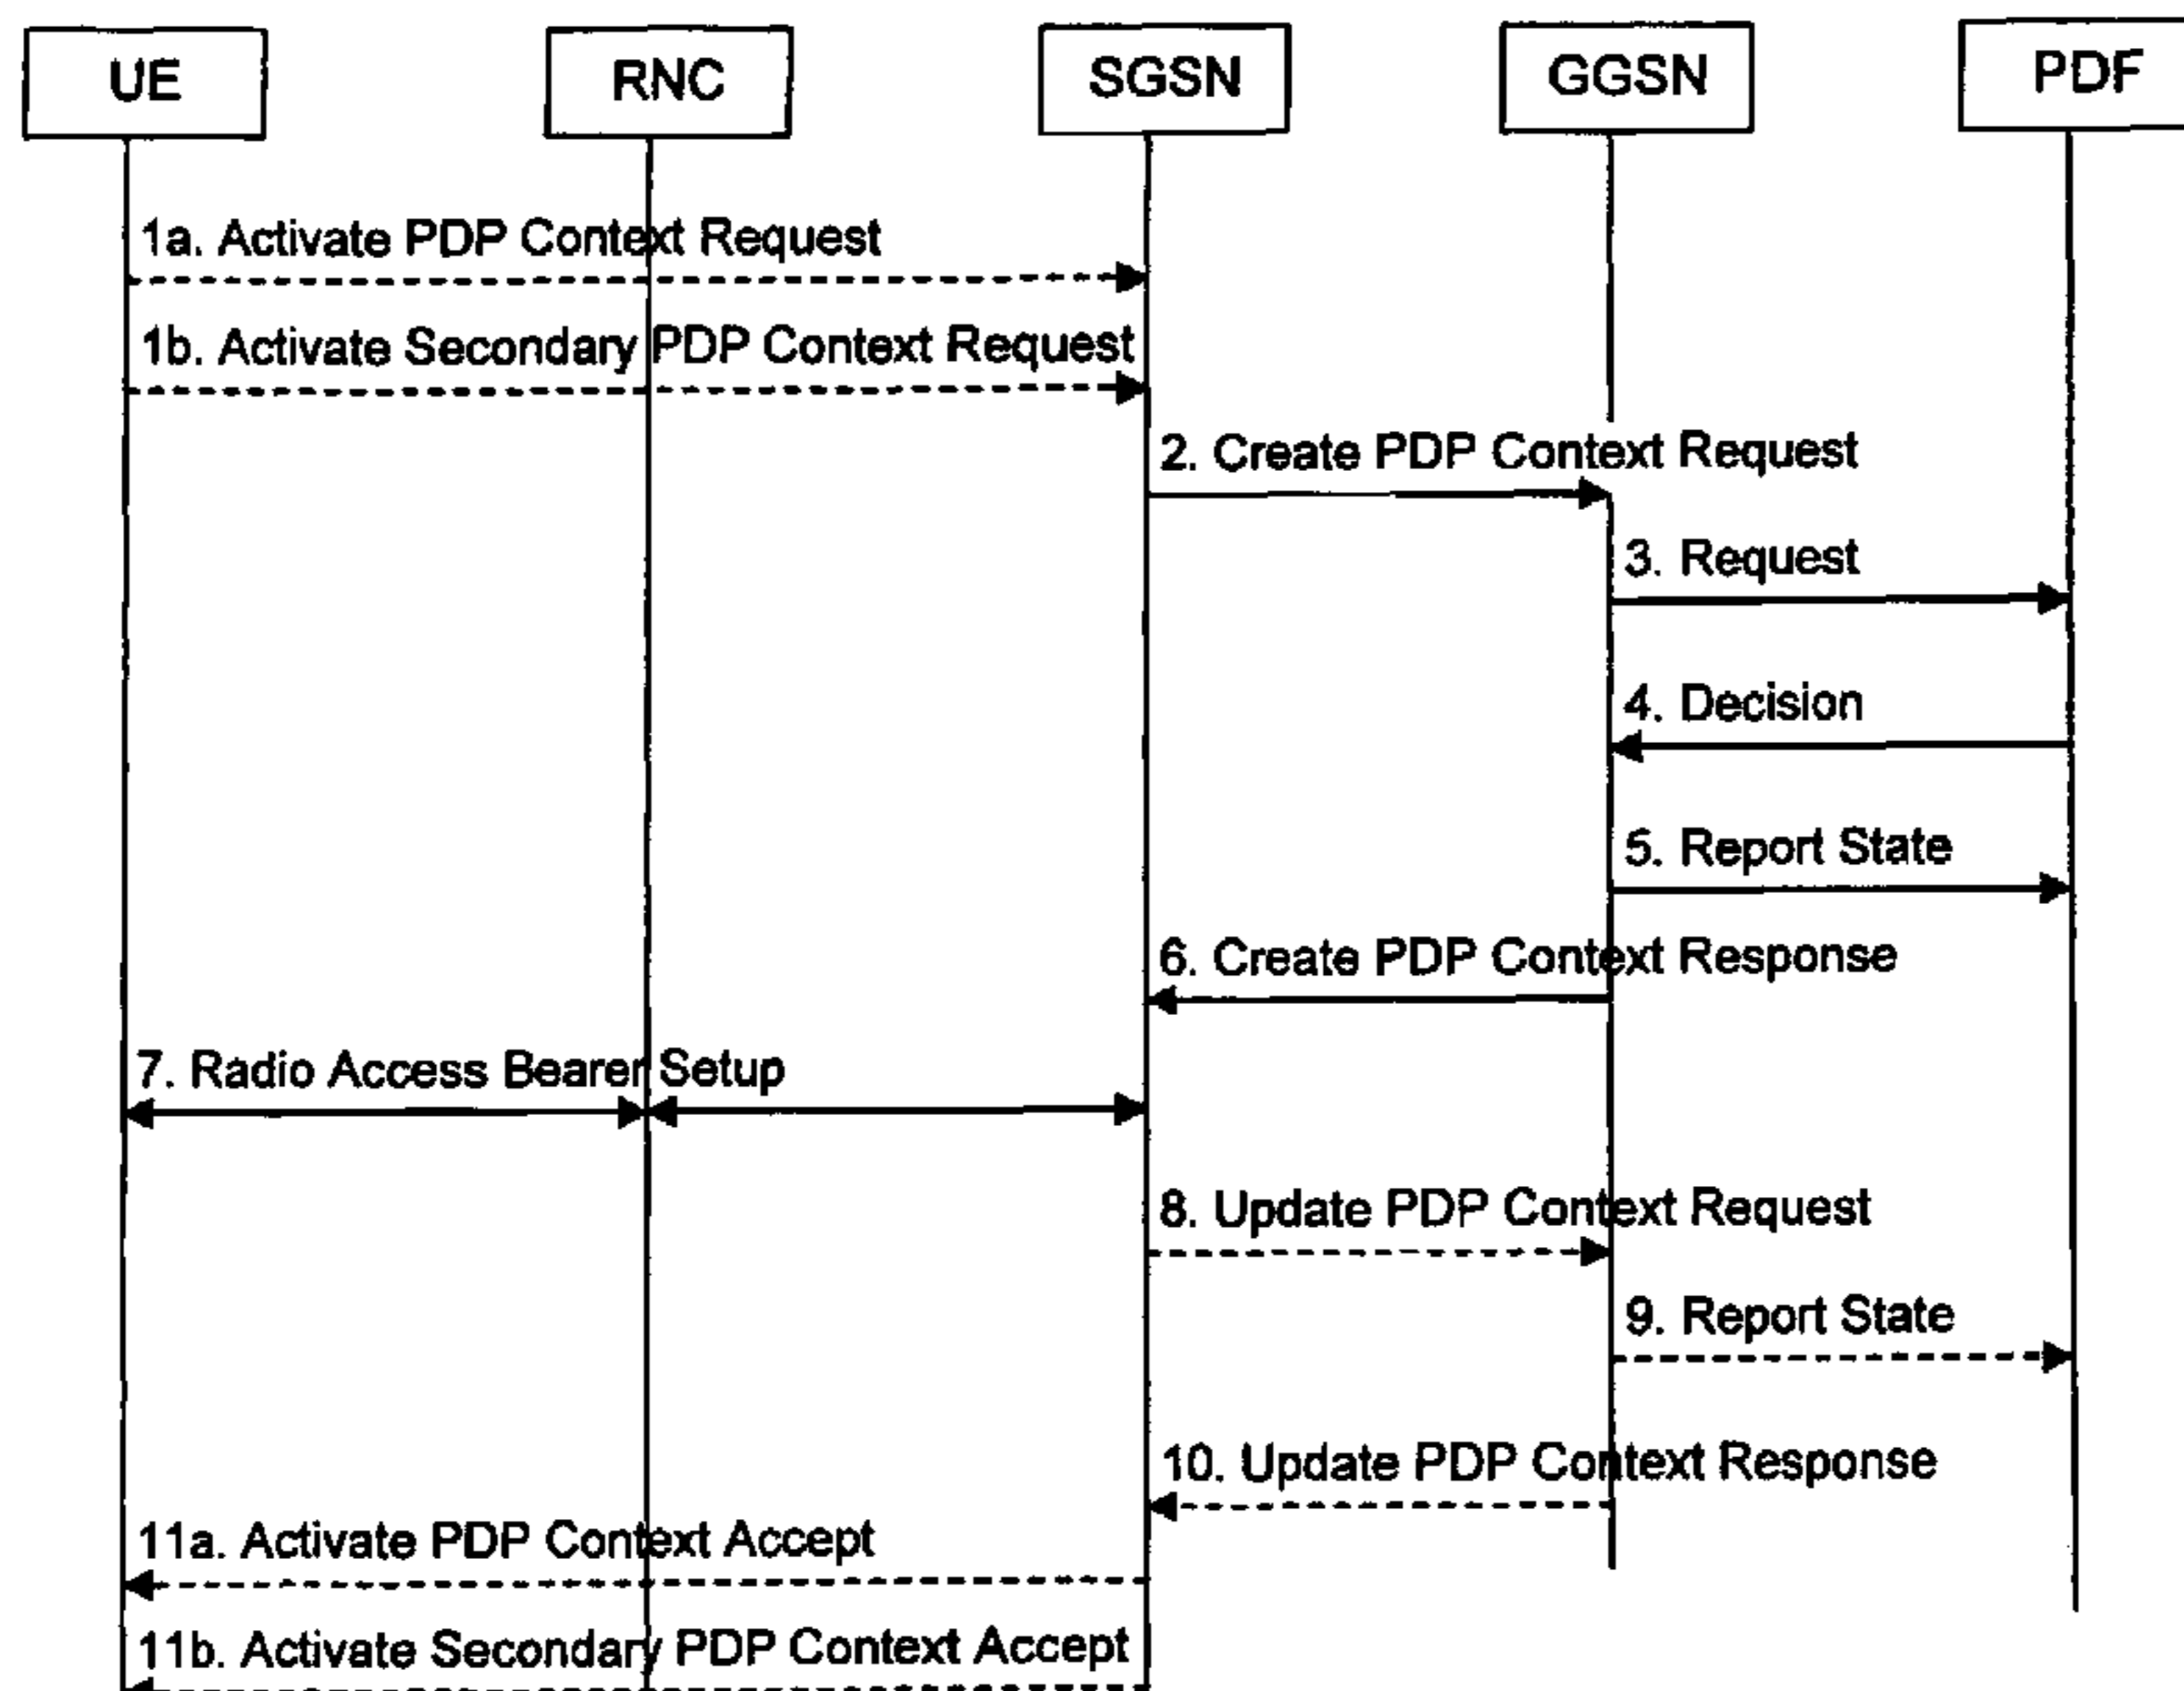 UE
RNC
SGSN
GGSN
PDF
1a. Activate PDP Context Request
1b. Activate Secondary PDP Context Request
2. Create PDP Context Request
3. Request
4. Decision
5. Report State
6. Create PDP Context Response
7. Radio Access Bearer Setup
8. Update PDP Context Request
9. Report State
10. Update PDP Context Response
11a. Activate PDP Context Accept
11b. Activate Secondary PDP Context Accept